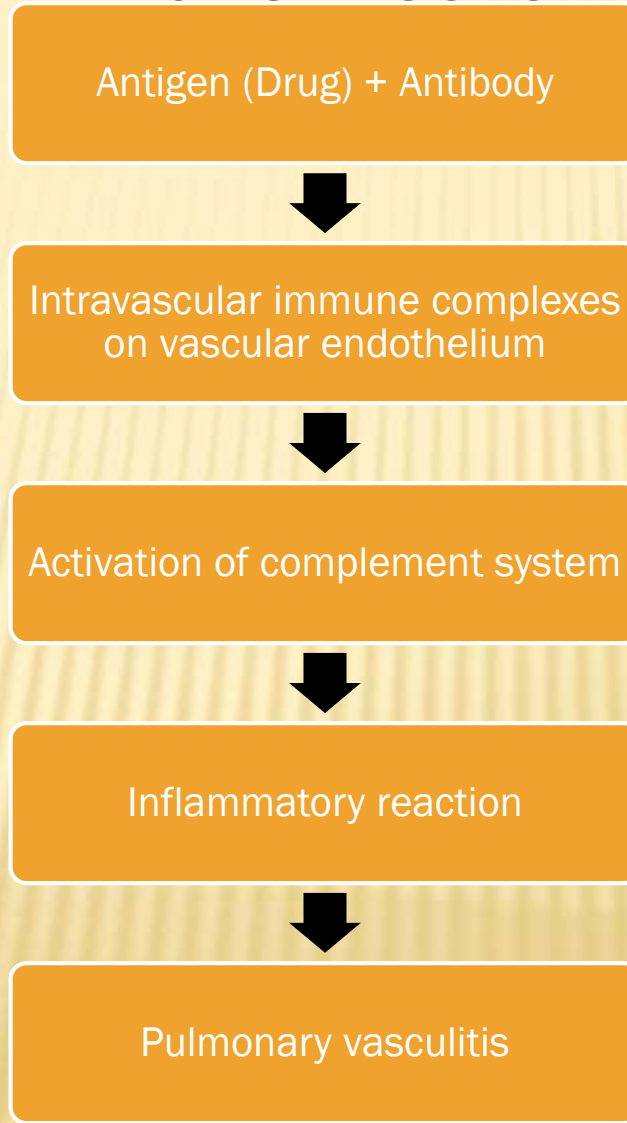 Antigen (Drug) + Antibody
Intravascular immune complexes
on vascular endothelium
Activation of complement system
Inflammatory reaction
Pulmonary vasculitis